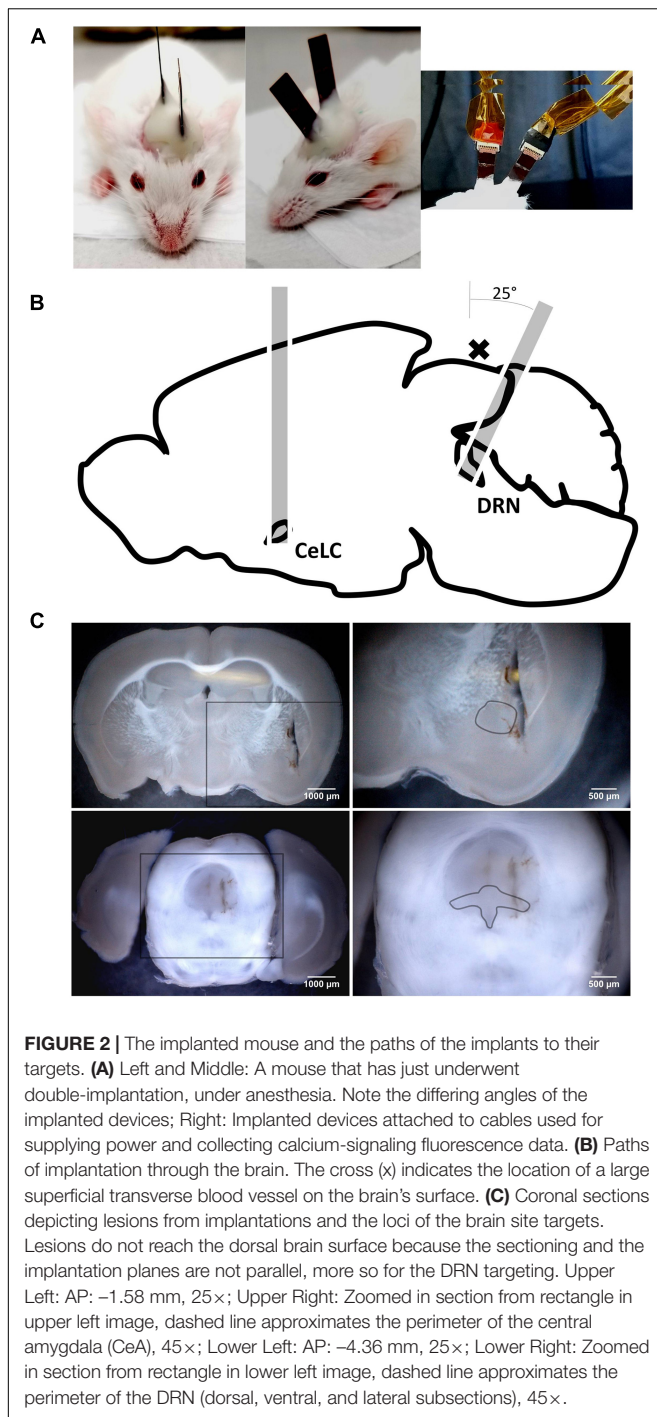 A
B
25°
DRN
CeLC
C
1000 µm
500 µm
1000 µm
500 µm
FIGURE 2 | The implanted mouse and the paths of the implants to their
targets. (A) Left and Middle: A mouse that has just underwent
double-implantation, under anesthesia. Note the differing angles of the
implanted devices; Right: Implanted devices attached to cables used for
supplying power and collecting calcium-signaling fluorescence data. (B) Paths
of implantation through the brain. The cross (x) indicates the location of a large
superficial transverse blood vessel on the brain's surface. (C) Coronal sections
depicting lesions from implantations and the loci of the brain site targets.
Lesions do not reach the dorsal brain surface because the sectioning and the
implantation planes are not parallel, more so for the DRN targeting. Upper
Left: AP: –1.58 mm, 25×; Upper Right: Zoomed in section from rectangle in
upper left image, dashed line approximates the perimeter of the central
amygdala (CeA), 45×; Lower Left: AP: –4.36 mm, 25×; Lower Right: Zoomed
in section from rectangle in lower left image, dashed line approximates the
perimeter of the DRN (dorsal, ventral, and lateral subsections), 45×.